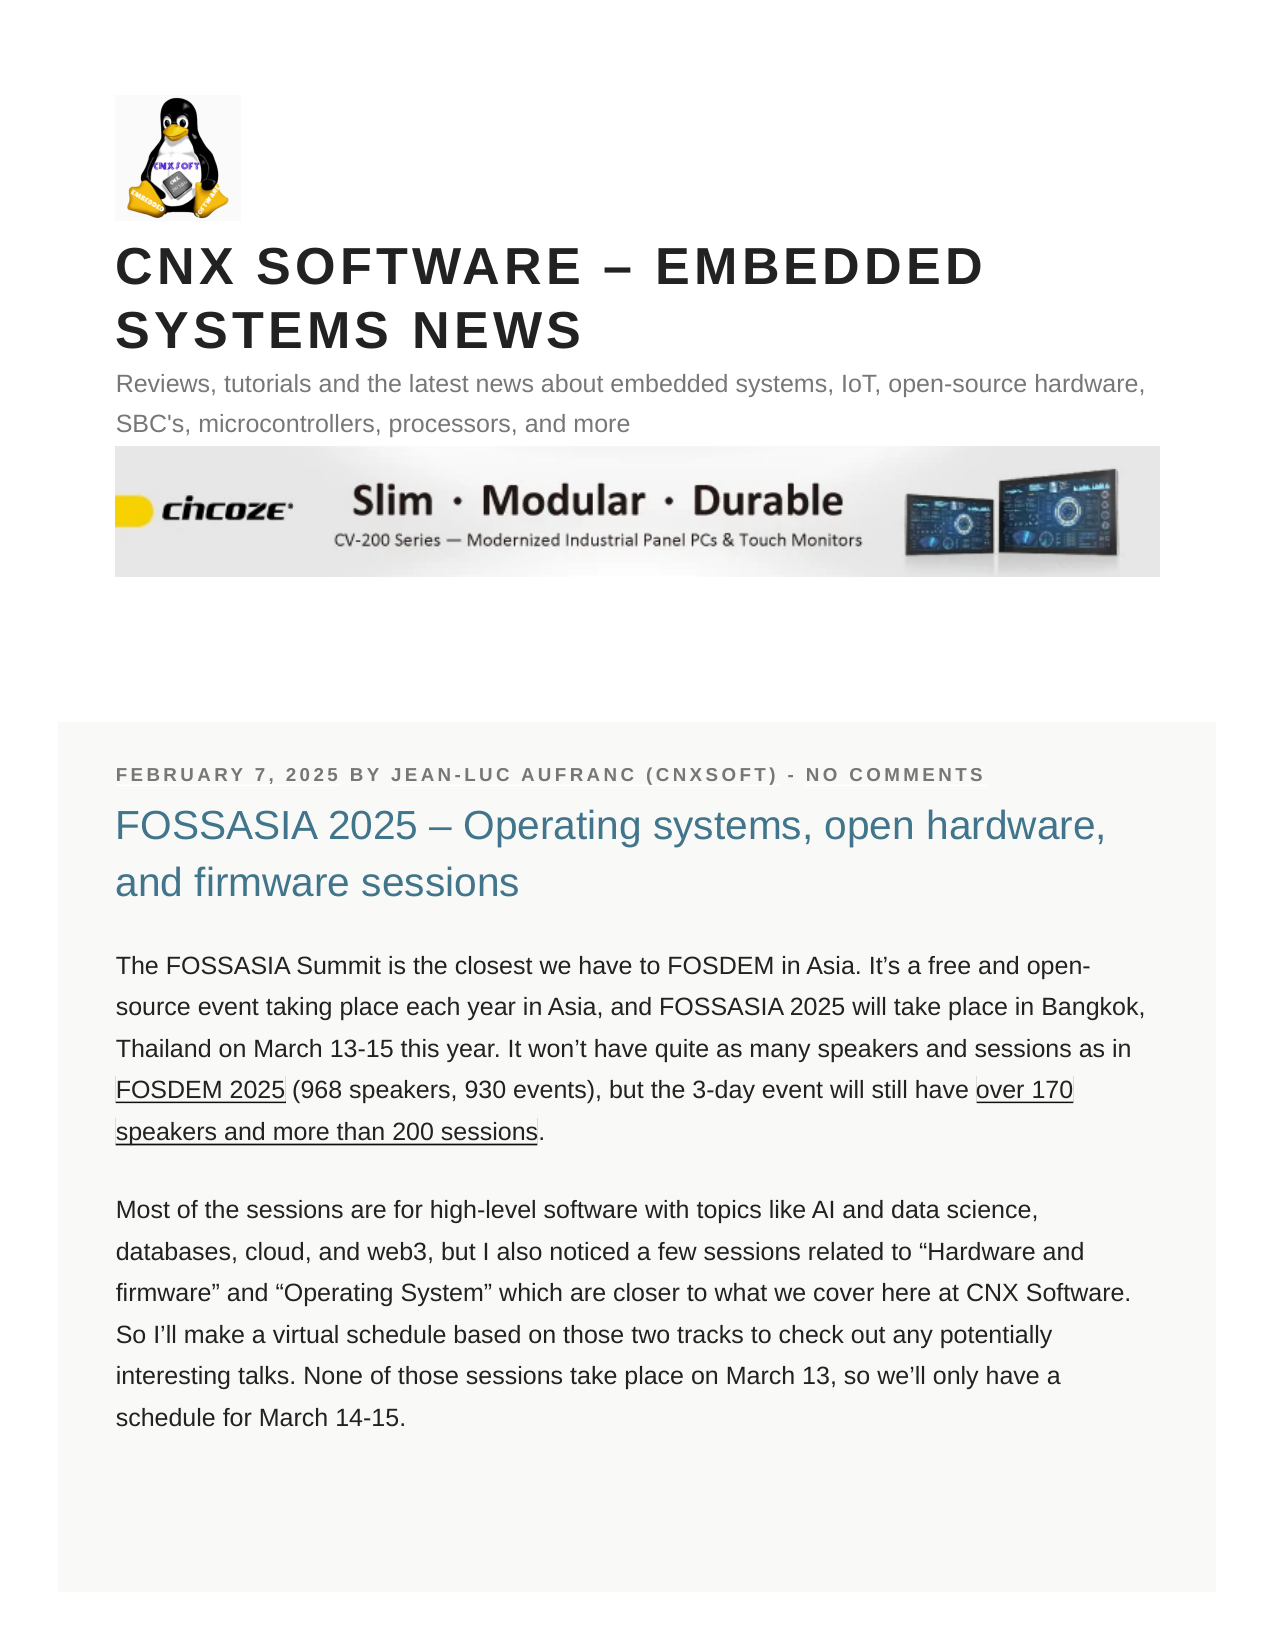 CNXSOFT
CNX
EMBEDDED
SOFTWARE
CNX SOFTWARE – EMBEDDED
SYSTEMS NEWS
Reviews, tutorials and the latest news about embedded systems, IoT, open-source hardware,
SBC's, microcontrollers, processors, and more
cincoze
Slim · Modular · Durable
CV-200 Series — Modernized Industrial Panel PCs & Touch Monitors
FEBRUARY 7, 2025 BY JEAN-LUC AUFRANC (CNXSOFT) - NO COMMENTS
FOSSASIA 2025 – Operating systems, open hardware,
and firmware sessions
The FOSSASIA Summit is the closest we have to FOSDEM in Asia. It’s a free and open-
source event taking place each year in Asia, and FOSSASIA 2025 will take place in Bangkok,
Thailand on March 13-15 this year. It won’t have quite as many speakers and sessions as in
FOSDEM 2025 (968 speakers, 930 events), but the 3-day event will still have over 170
speakers and more than 200 sessions.
Most of the sessions are for high-level software with topics like AI and data science,
databases, cloud, and web3, but I also noticed a few sessions related to “Hardware and
firmware” and “Operating System” which are closer to what we cover here at CNX Software.
So I’ll make a virtual schedule based on those two tracks to check out any potentially
interesting talks. None of those sessions take place on March 13, so we’ll only have a
schedule for March 14-15.